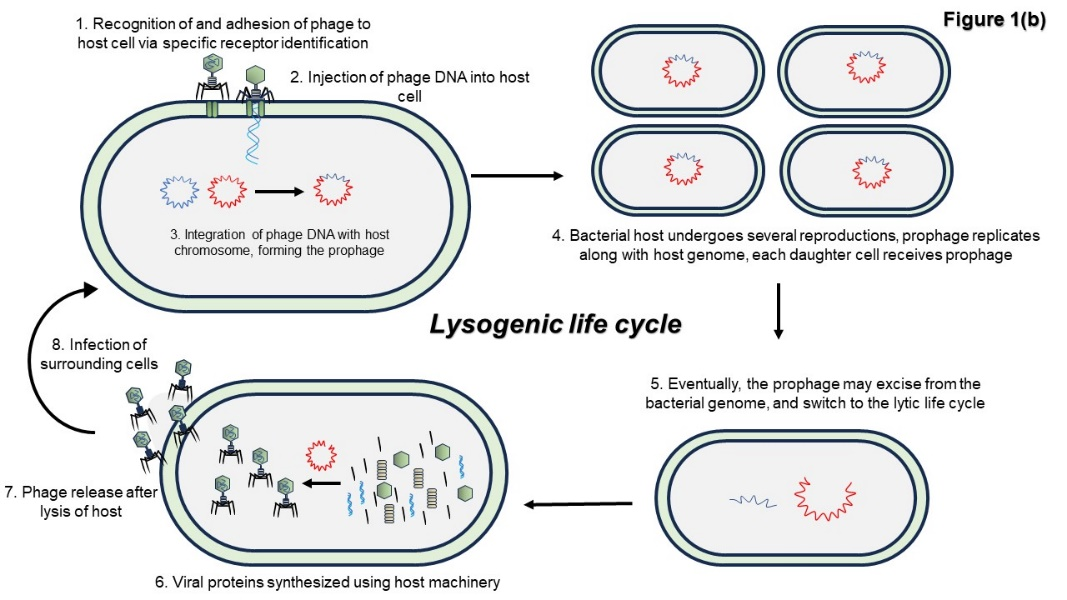 Figure 1(b)
1. Recognition of and adhesion of phage to
host cell via specific receptor identification
2. Injection of phage DNA into host
cell
3. Integration of phage DNA with host
chromosome, forming the prophage
4. Bacterial host undergoes several reproductions, prophage replicates
along with host genome, each daughter cell receives prophage
Lysogenic life cycle
5. Eventually, the prophage may excise from the
bacterial genome, and switch to the lytic life cycle
8. Infection of
surrounding cells
7. Phage release after
lysis of host
6. Viral proteins synthesized using host machinery